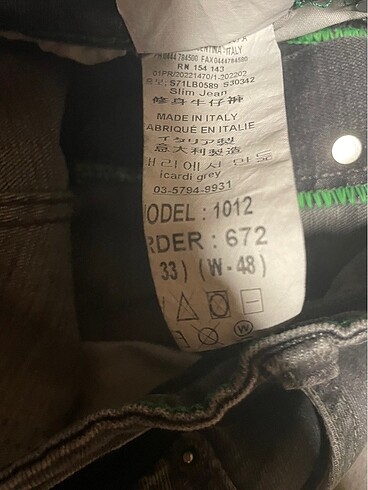 ITALY
0444 784500 FAX0444784580
RN 154 143
01PR/20221470/1-202202
S71LB0589 S30342
Slim Jean
修身牛仔褲
MADE IN ITALY
FABRIQUÉ EN ITALIE
イタリア製
意大利製造
icardi grey
03-5794-9931
ODEL : 1012
RDER : 672
33) (W-48)
W